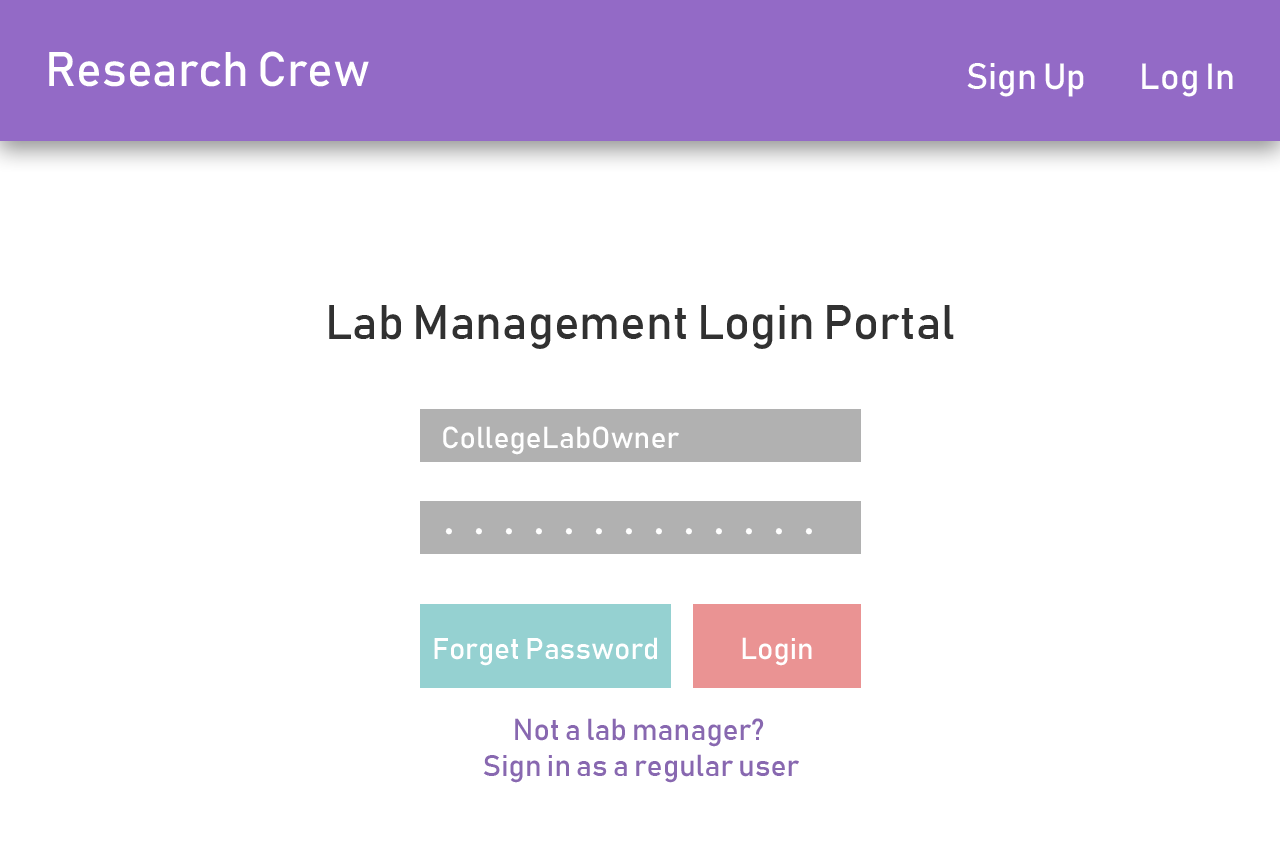 Research Crew
Sign Up
Log In
Lab Management Login Portal
CollegeLabOwner
Forget Password
Login
Not a lab manager?
Sign in as a regular user